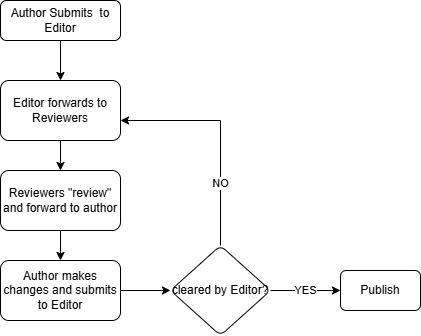 Author Submits to
Editor
Editor forwards to
Reviewers
NO
Reviewers "review"
and forward to author
Author makes
changes and submits
to Editor
cleared by Editor?
YES
Publish